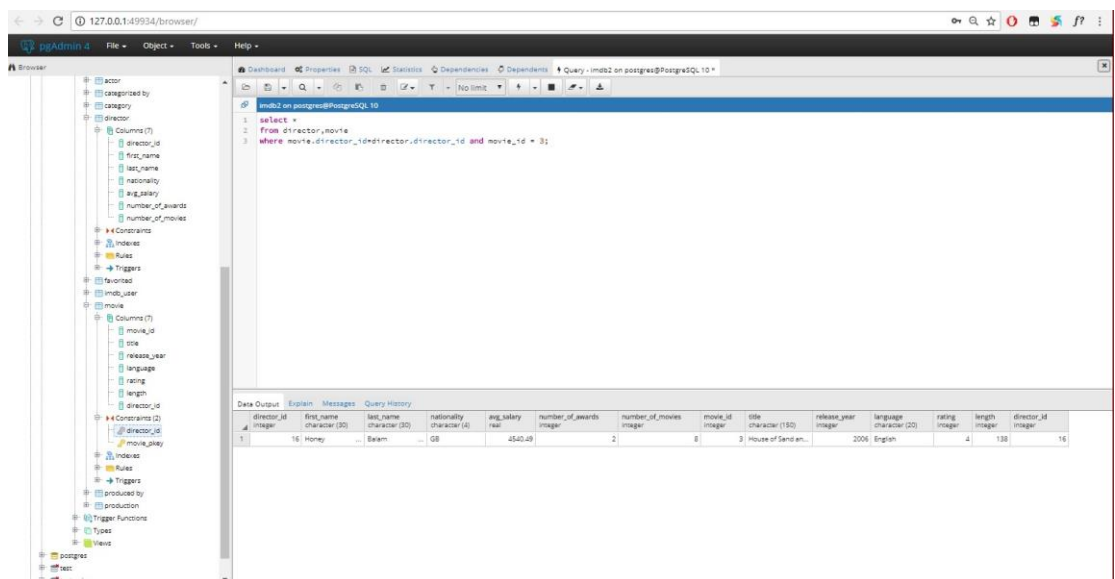 127.0.0.1:49934/browser/
f?
pgAdmin 4 File Object Tools Help
Browser
Dashboard Properties SQL Statistics Dependencies Dependents Query - imdb2 on postgres@PostgreSQL 10 *
No limit
imdb2 on postgres@PostgreSQL 10
1 select *
2 from director,movie
3 where movie.director_id=director.director_id and movie_id = 3;
actor
categorized by
category
director
Columns (7)
director_id
first_name
last_name
nationality
avg_salary
number_of_awards
number_of_movies
Constraints
Indexes
Rules
Triggers
favorited
imdb_user
movie
Columns (7)
movie_id
title
release_year
language
rating
length
director_id
Constraints (2)
director_id
movie_pkey
Indexes
Rules
Triggers
produced by
production
Trigger Functions
Types
Views
postgres
test
Data Output Explain Messages Query History
director_id first_name last_name nationality avg_salary number_of_awards number_of_movies movie_id title release_year language rating length director_id
integer character (30) character (30) character (4) real integer integer integer character (150) integer character (20) integer integer integer
1 16 Honey ... Balam ... GB 4540.49 2 8 3 House of Sand an... 2006 English 4 138 16